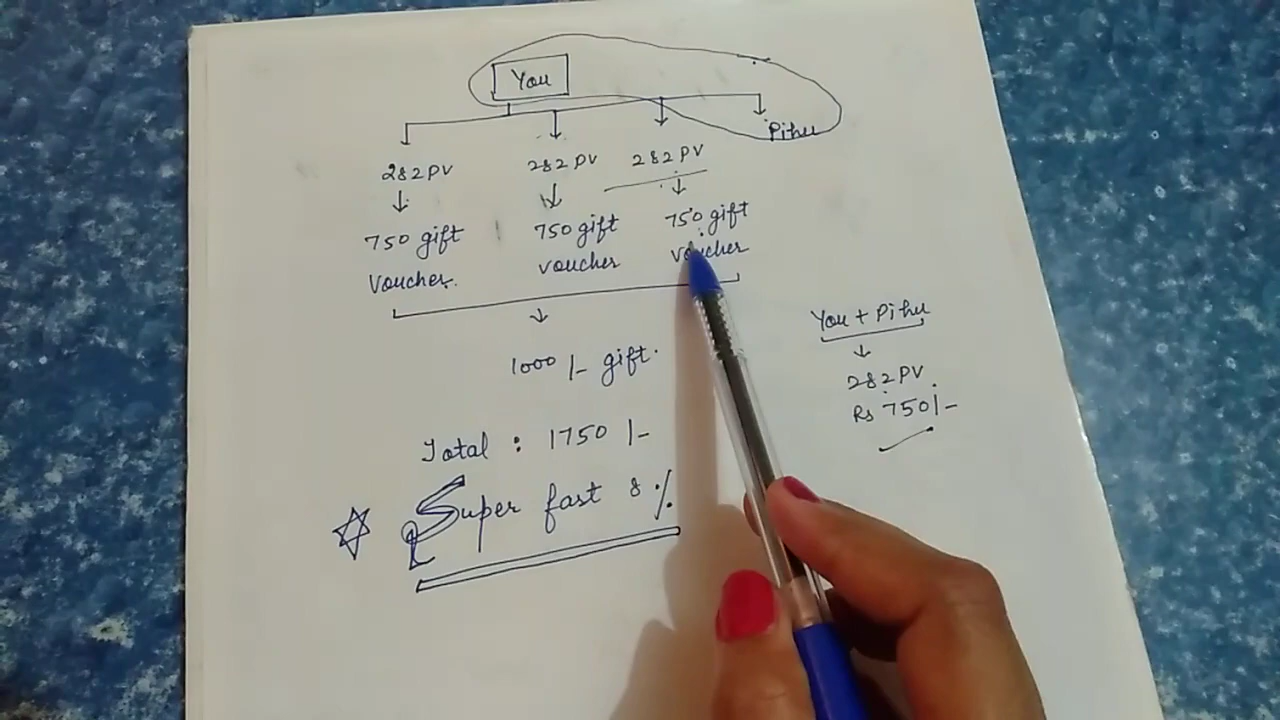 You
Pihu
282 PV 282 PV 282 PV
750 gift 750 gift 750 gift
Voucher. voucher voucher
1000/- gift.
Total : 1750/-
Super fast 8%
You + Pihu
282 PV
Rs 750/-